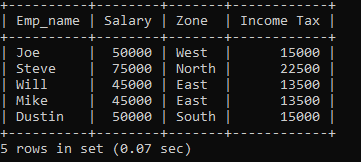 +----------+--------+-------+------------+
| Emp_name | Salary | Zone  | Income Tax |
+----------+--------+-------+------------+
| Joe      |  50000 | West  |      15000 |
| Steve    |  75000 | North |      22500 |
| Will     |  45000 | East  |      13500 |
| Mike     |  45000 | East  |      13500 |
| Dustin   |  50000 | South |      15000 |
+----------+--------+-------+------------+
5 rows in set (0.07 sec)